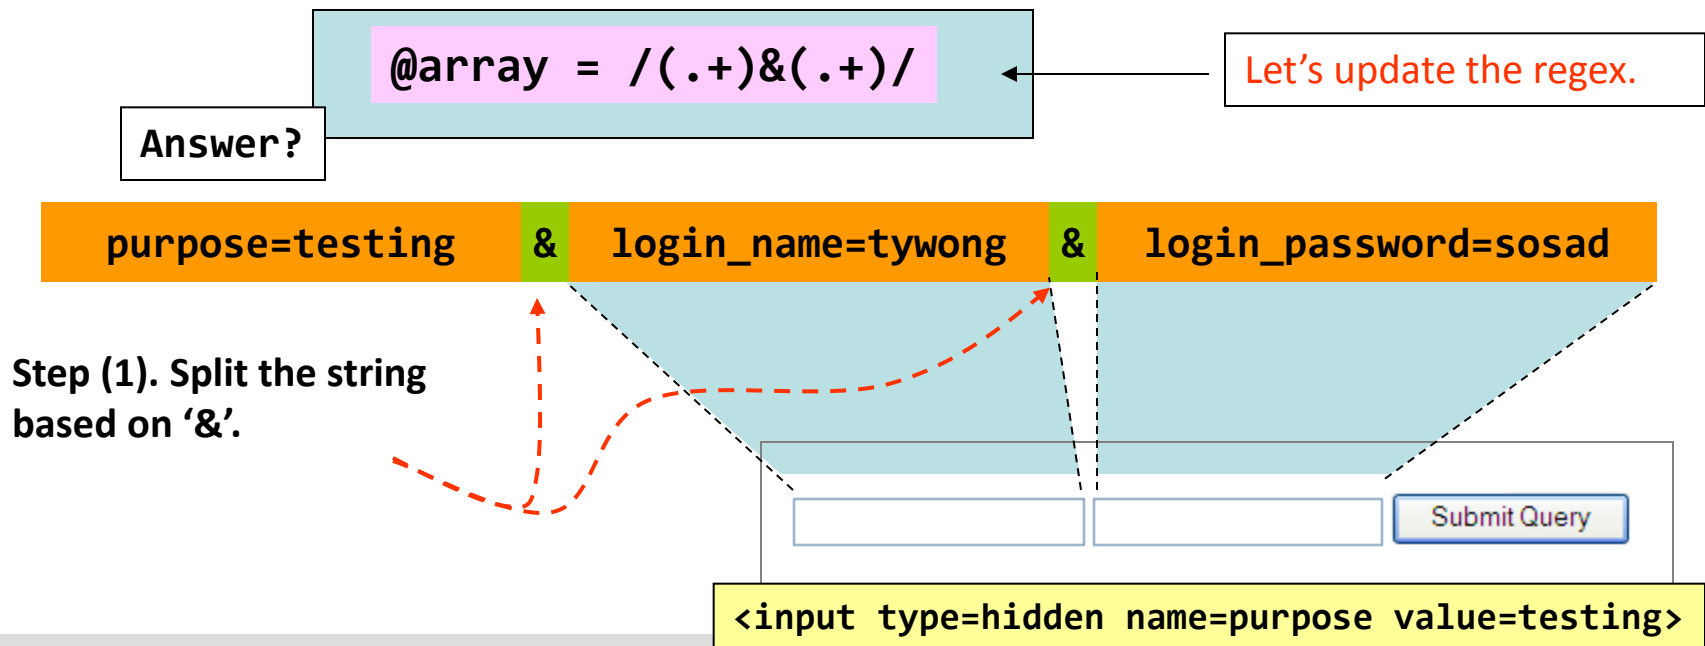 @array = /(.+)&(.+)/
Let’s update the regex.
Answer?
purpose=testing & login_name=tywong & login_password=sosad
Step (1). Split the string
based on ‘&’.
Submit Query
<input type=hidden name=purpose value=testing>